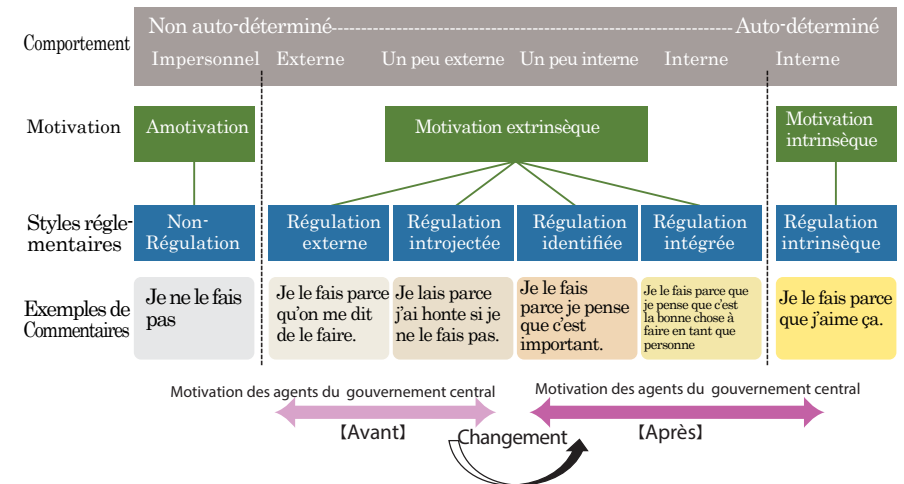 Comportement
Non auto-déterminé------------------------------------------------------------Auto-déterminé
Impersonnel Externe Un peu externe Un peu interne Interne Interne
Motivation
Amotivation
Motivation extrinsèque
Motivation
intrinsèque
Styles régle-
mentaires
Non-
Régulation
Régulation
externe
Régulation
introjectée
Régulation
identifiée
Régulation
intégrée
Régulation
intrinsèque
Exemples de
Commentaires
Je ne le fais
pas
Je le fais parce
qu'on me dit
de le faire.
Je lais parce
j'ai honte si je
ne le fais pas.
Je le fais
parce je pense
que c'est
important.
Je le fais parce que
je pense que c'est
la bonne chose à
faire en tant que
personne
Je le fais parce
que j'aime ça.
Motivation des agents du gouvernement central
Motivation des agents du gouvernement central
【Avant】
Changement
【Après】